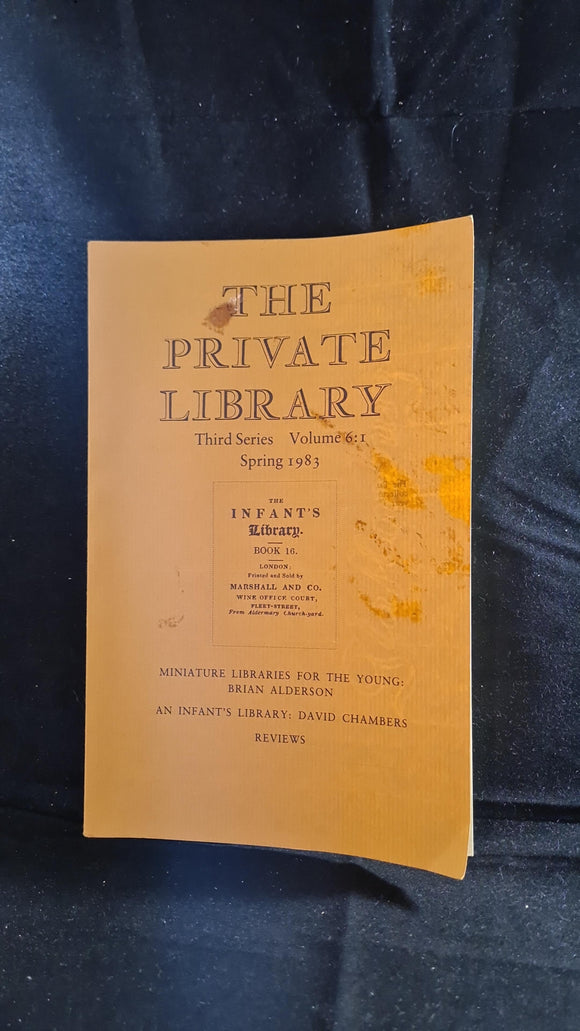 THE
PRIVATE
LIBRARY
Third Series Volume 6:1
Spring 1983
THE
INFANT'S
Library.
BOOK 16.
LONDON:
Printed and Sold by
MARSHALL AND CO.
WINE OFFICE COURT,
FLEET-STREET,
From Aldermary Church-yard.
MINIATURE LIBRARIES FOR THE YOUNG:
BRIAN ALDERSON
AN INFANT'S LIBRARY: DAVID CHAMBERS
REVIEWS